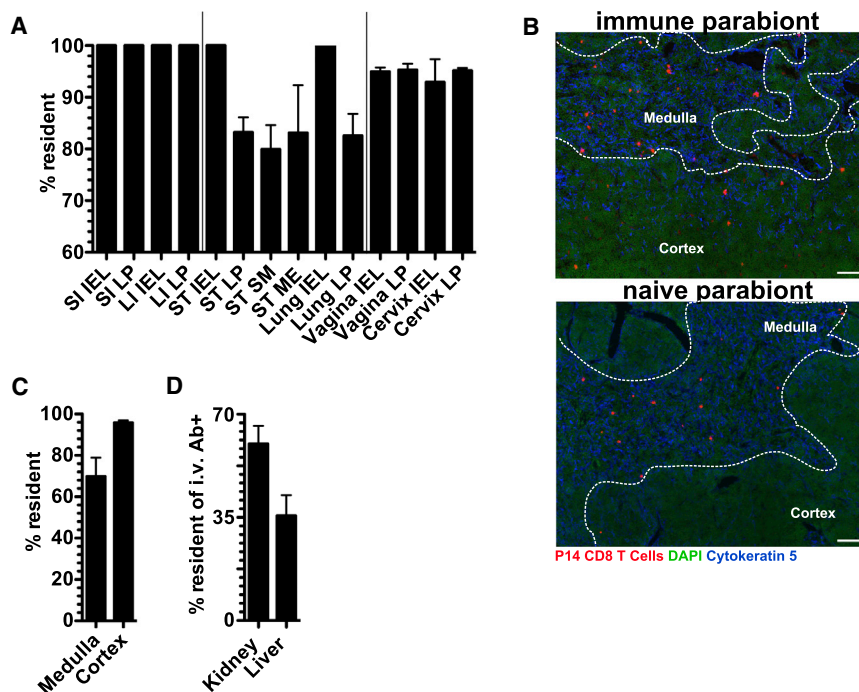 A
% resident
100
90
80
70
60
SI IEL
SI LP
LI IEL
LI LP
ST IEL
ST LP
ST SM
ST ME
Lung IEL
Lung LP
Vagina IEL
Vagina LP
Cervix IEL
Cervix LP
B
immune parabiont
Medulla
Cortex
naive parabiont
Medulla
Cortex
P14 CD8 T Cells DAPI Cytokeratin 5
C
% resident
100
80
60
40
20
0
Medulla
Cortex
D
% resident of i.v. Ab+
70
35
0
Kidney
Liver